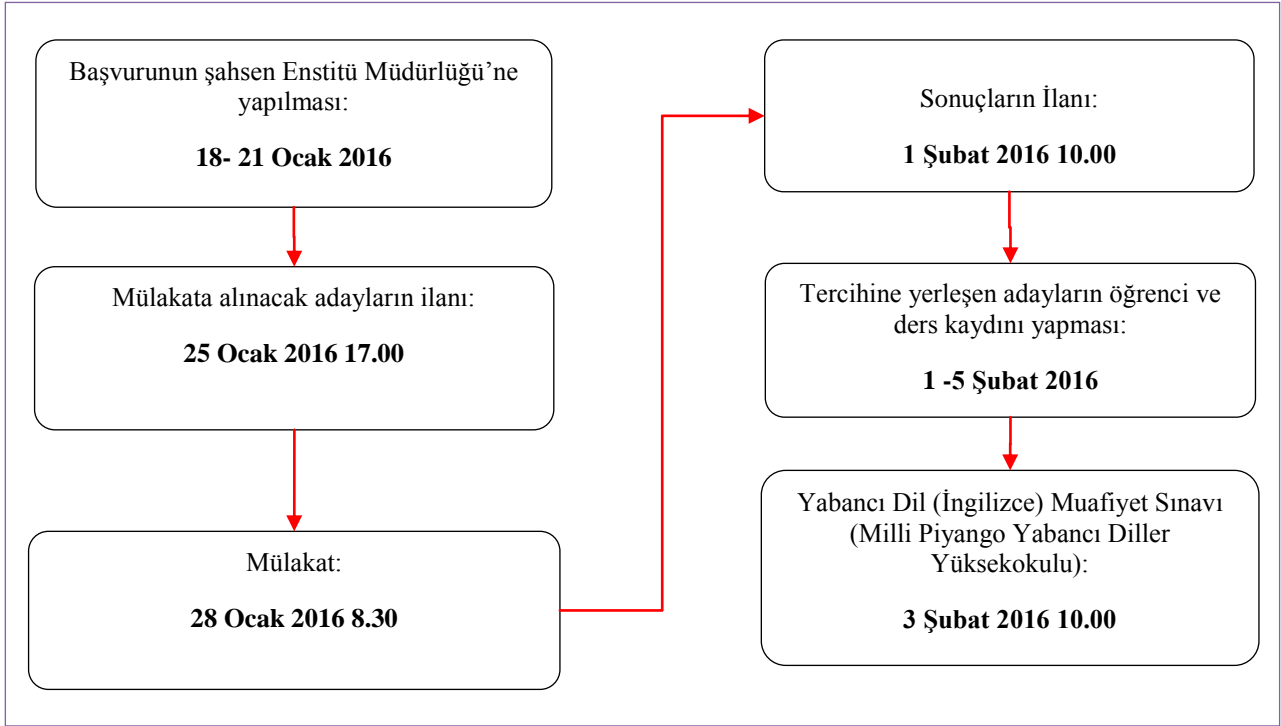 Başvurunun şahsen Enstitü Müdürlüğü’ne
yapılması:
18- 21 Ocak 2016
Mülakata alınacak adayların ilanı:
25 Ocak 2016 17.00
Mülakat:
28 Ocak 2016 8.30
Sonuçların İlanı:
1 Şubat 2016 10.00
Tercihine yerleşen adayların öğrenci ve
ders kaydını yapması:
1 -5 Şubat 2016
Yabancı Dil (İngilizce) Muafiyet Sınavı
(Milli Piyango Yabancı Diller
Yüksekokulu):
3 Şubat 2016 10.00